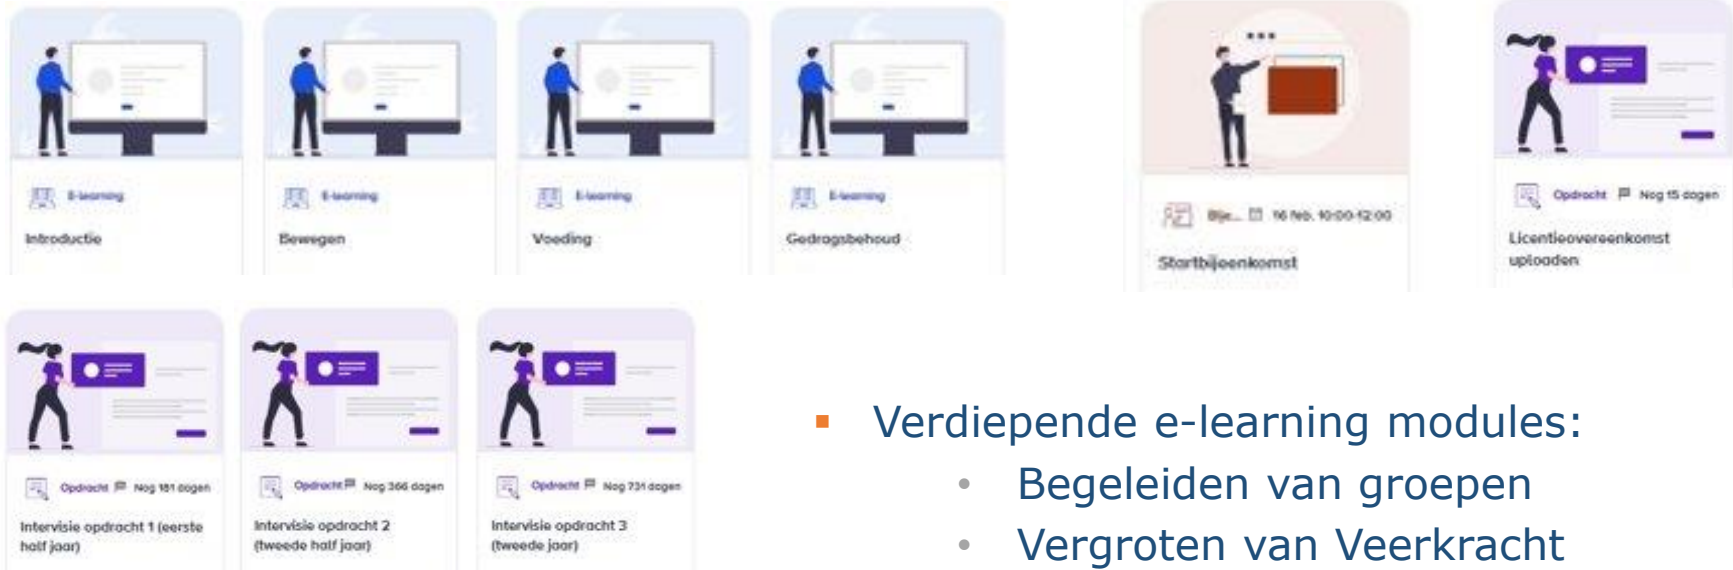 E-learning
Introductie
E-learning
Bewegen
E-learning
Voeding
E-learning
Gedragsbehoud
Bije... 16 feb. 10:00-12:00
Startbijeenkomst
Opdracht Nog 15 dagen
Licentieovereenkomst
uploaden
Opdracht Nog 181 dagen
Intervisie opdracht 1 (eerste
half jaar)
Opdracht Nog 366 dagen
Intervisie opdracht 2
(tweede half jaar)
Opdracht Nog 731 dagen
Intervisie opdracht 3
(tweede jaar)
▪ Verdiepende e-learning modules:
• Begeleiden van groepen
• Vergroten van Veerkracht